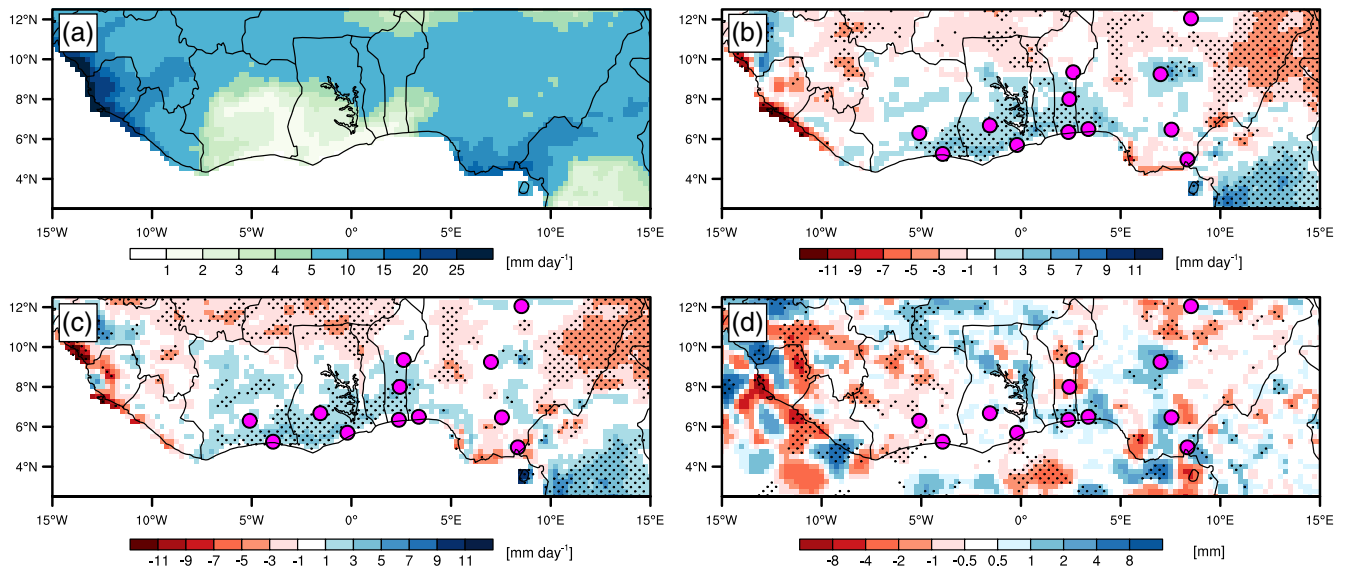 (a)
12°N
10°N
8°N
6°N
4°N
15°W 10°W 5°W 0° 5°E 10°E 15°E
1 2 3 4 5 10 15 20 25 [mm day⁻¹]
(b)
12°N
10°N
8°N
6°N
4°N
15°W 10°W 5°W 0° 5°E 10°E 15°E
-11 -9 -7 -5 -3 -1 1 3 5 7 9 11 [mm day⁻¹]
(c)
12°N
10°N
8°N
6°N
4°N
15°W 10°W 5°W 0° 5°E 10°E 15°E
-11 -9 -7 -5 -3 -1 1 3 5 7 9 11 [mm day⁻¹]
(d)
12°N
10°N
8°N
6°N
4°N
15°W 10°W 5°W 0° 5°E 10°E 15°E
-8 -4 -2 -1 -0.5 0.5 1 2 4 8 [mm]